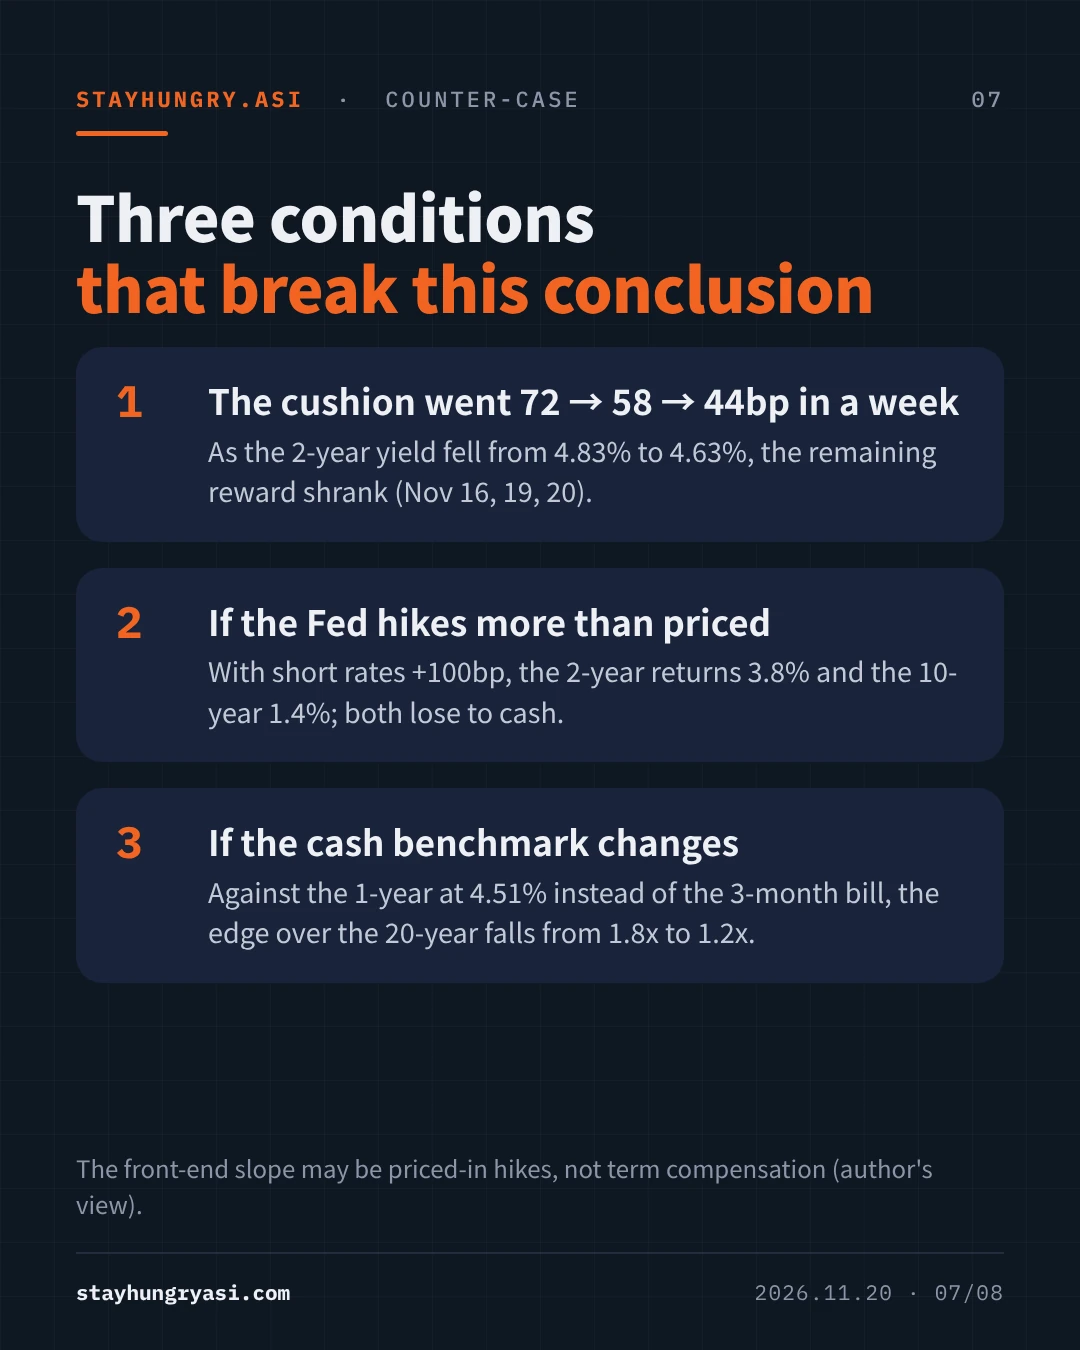 STAYHUNGRY.ASI · COUNTER-CASE 07
Three conditions
that break this conclusion
1 The cushion went 72 → 58 → 44bp in a week
As the 2-year yield fell from 4.83% to 4.63%, the remaining
reward shrank (Nov 16, 19, 20).
2 If the Fed hikes more than priced
With short rates +100bp, the 2-year returns 3.8% and the 10-
year 1.4%; both lose to cash.
3 If the cash benchmark changes
Against the 1-year at 4.51% instead of the 3-month bill, the
edge over the 20-year falls from 1.8x to 1.2x.
The front-end slope may be priced-in hikes, not term compensation (author's
view).
stayhungryasi.com 2026.11.20 · 07/08